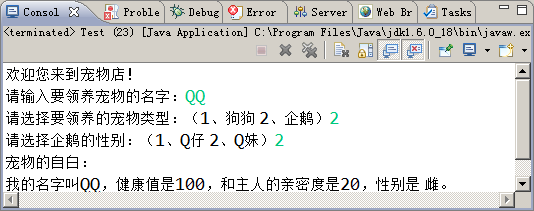 Consol Proble Debug Error Server Web Br Tasks
<terminated> Test (23) [Java Application] C:\Program Files\Java\jdk1.6.0_18\bin\javaw.ex
欢迎您来到宠物店!
请输入要领养宠物的名字：QQ
请选择要领养的宠物类型：（1、狗狗 2、企鹅）2
请选择企鹅的性别：（1、Q仔 2、Q妹）2
宠物的自白：
我的名字叫QQ，健康值是100，和主人的亲密度是20，性别是 雌。